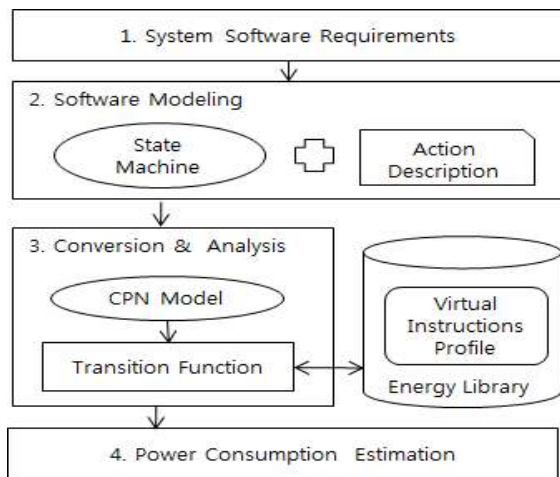 1. System Software Requirements
2. Software Modeling
State
Machine
Action
Description
3. Conversion & Analysis
CPN Model
Transition Function
Virtual
Instructions
Profile
Energy Library
4. Power Consumption Estimation